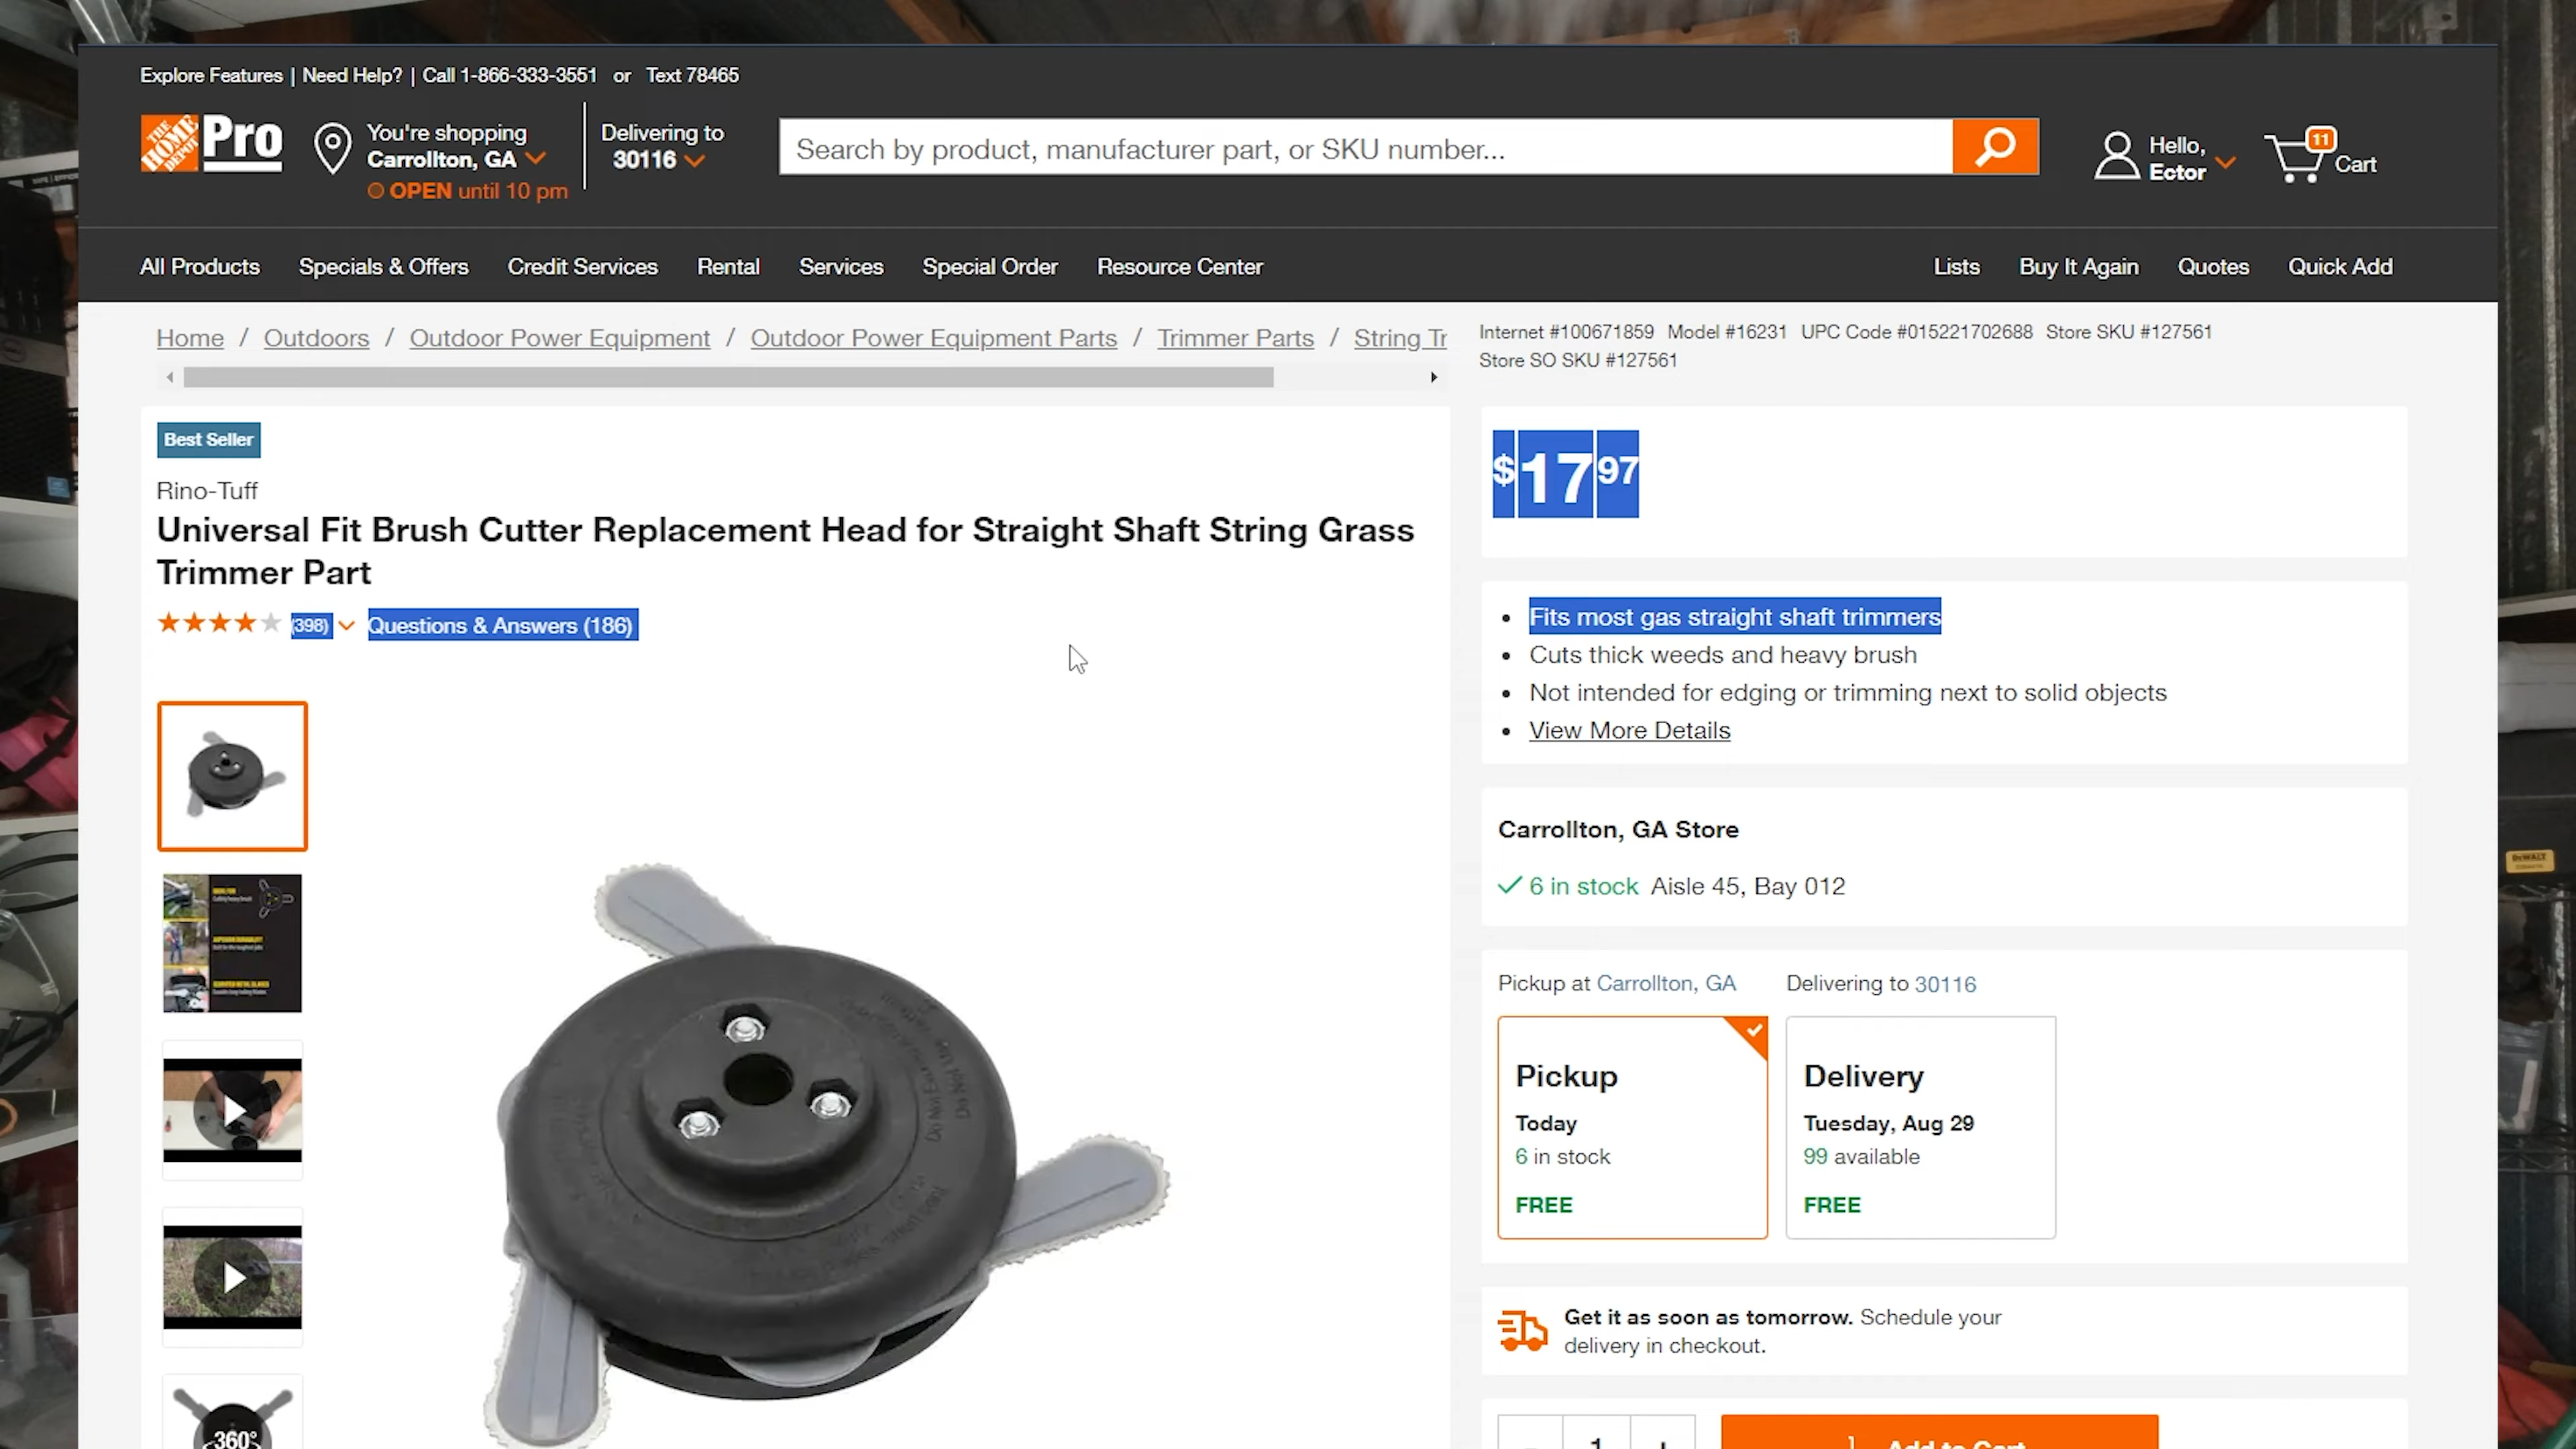 Explore Features | Need Help? | Call 1-866-333-3551 or Text 78465
THE HOME DEPOT Pro
You're shopping
Carrollton, GA
OPEN until 10 pm
Delivering to
30116
Search by product, manufacturer part, or SKU number...
Hello,
Ector
11
Cart
All Products Specials & Offers Credit Services Rental Services Special Order Resource Center Lists Buy It Again Quotes Quick Add
Home / Outdoors / Outdoor Power Equipment / Outdoor Power Equipment Parts / Trimmer Parts / String Tr
Internet #100671859 Model #16231 UPC Code #015221702688 Store SKU #127561
Store SO SKU #127561
Best Seller
Rino-Tuff
Universal Fit Brush Cutter Replacement Head for Straight Shaft String Grass
Trimmer Part
(398) Questions & Answers (186)
$17 97
Fits most gas straight shaft trimmers
Cuts thick weeds and heavy brush
Not intended for edging or trimming next to solid objects
View More Details
Carrollton, GA Store
6 in stock Aisle 45, Bay 012
Pickup at Carrollton, GA Delivering to 30116
Pickup
Today
6 in stock
FREE
Delivery
Tuesday, Aug 29
99 available
FREE
Get it as soon as tomorrow. Schedule your
delivery in checkout.
360°
- 1 +
Add to Cart
DeWALT